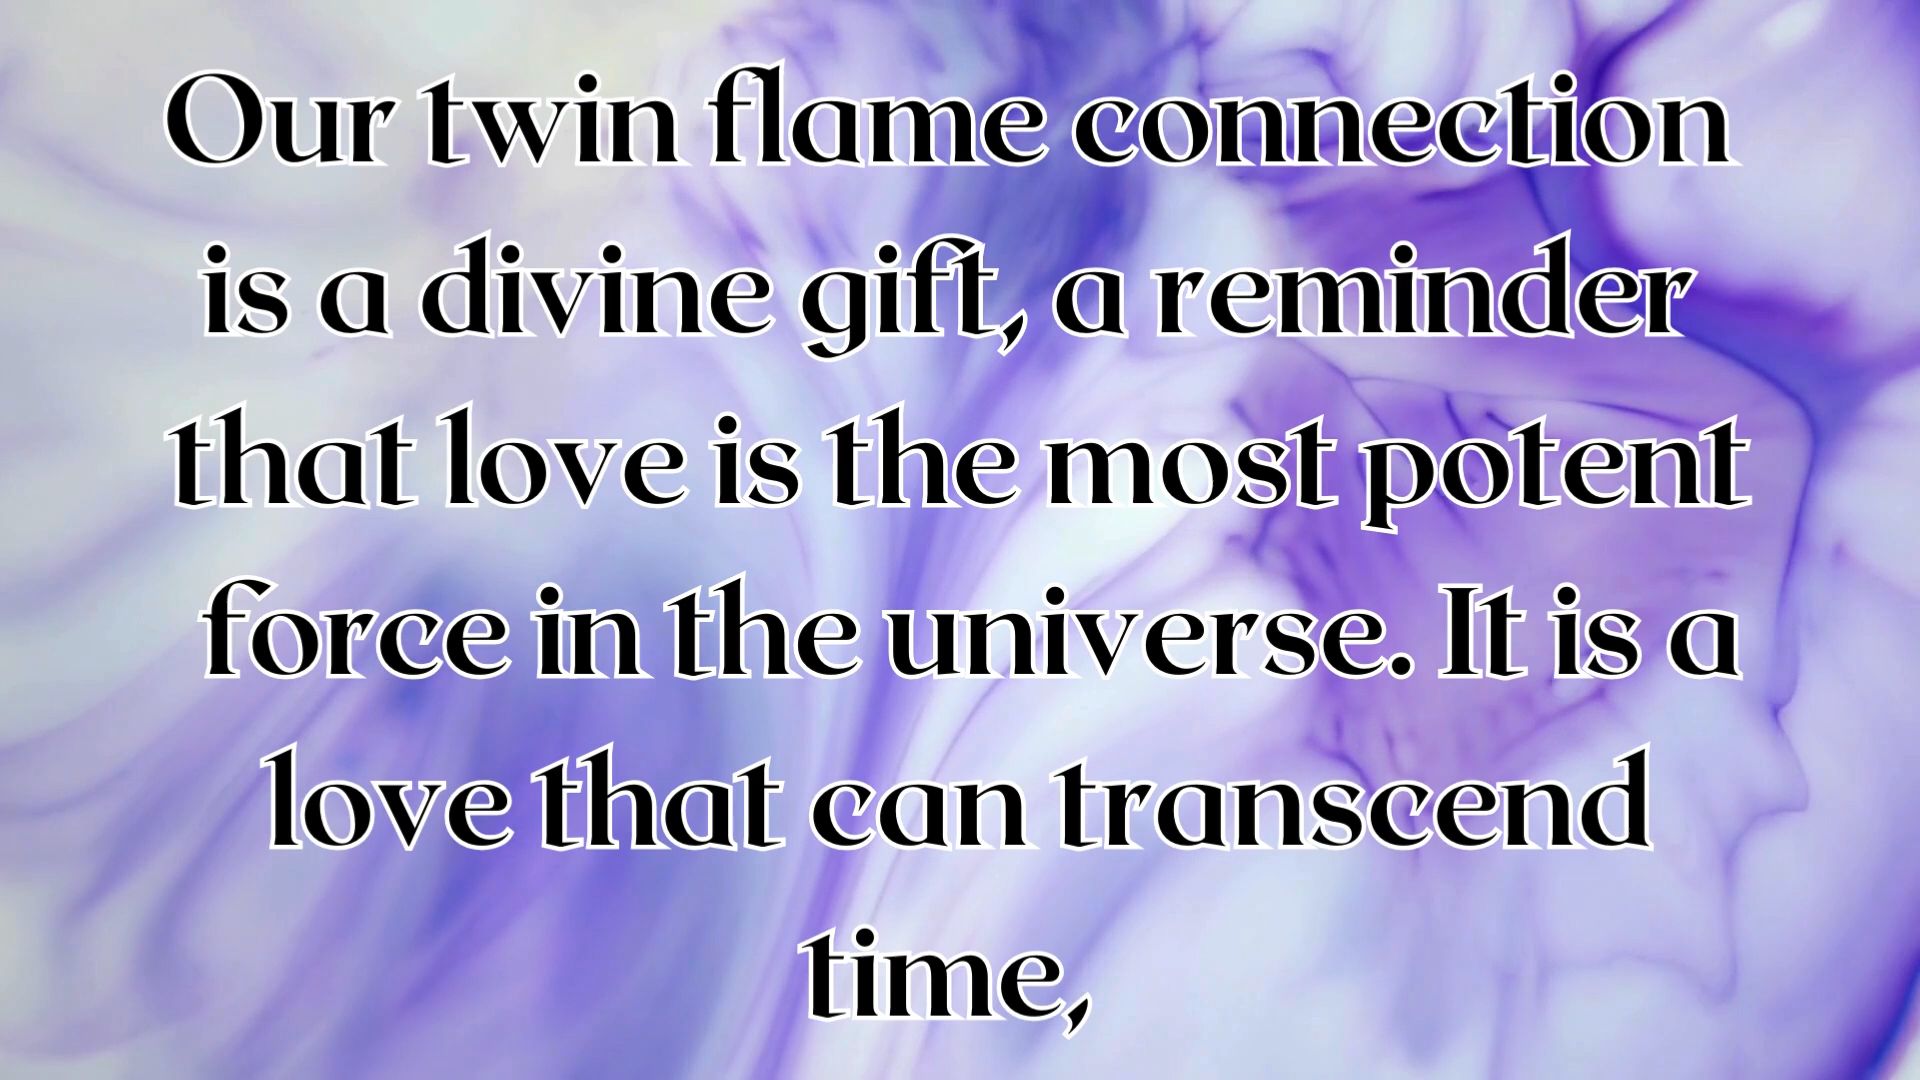 Our twin flame connection
is a divine gift, a reminder
that love is the most potent
force in the universe. It is a
love that can transcend
time,